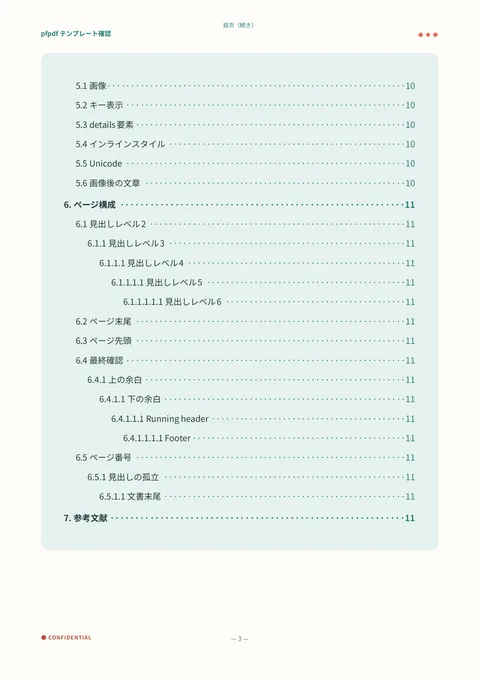 目次（続き）
pfpdf テンプレート確認
5.1 画像 10
5.2 キー表示 10
5.3 details要素 10
5.4 インラインスタイル 10
5.5 Unicode 10
5.6 画像後の文章 10
6. ページ構成 11
6.1 見出しレベル2 11
6.1.1 見出しレベル3 11
6.1.1.1 見出しレベル4 11
6.1.1.1.1 見出しレベル5 11
6.1.1.1.1.1 見出しレベル6 11
6.2 ページ末尾 11
6.3 ページ先頭 11
6.4 最終確認 11
6.4.1 上の余白 11
6.4.1.1 下の余白 11
6.4.1.1.1 Running header 11
6.4.1.1.1.1 Footer 11
6.5 ページ番号 11
6.5.1 見出しの孤立 11
6.5.1.1 文書末尾 11
7. 参考文献 11
CONFIDENTIAL
— 3 —